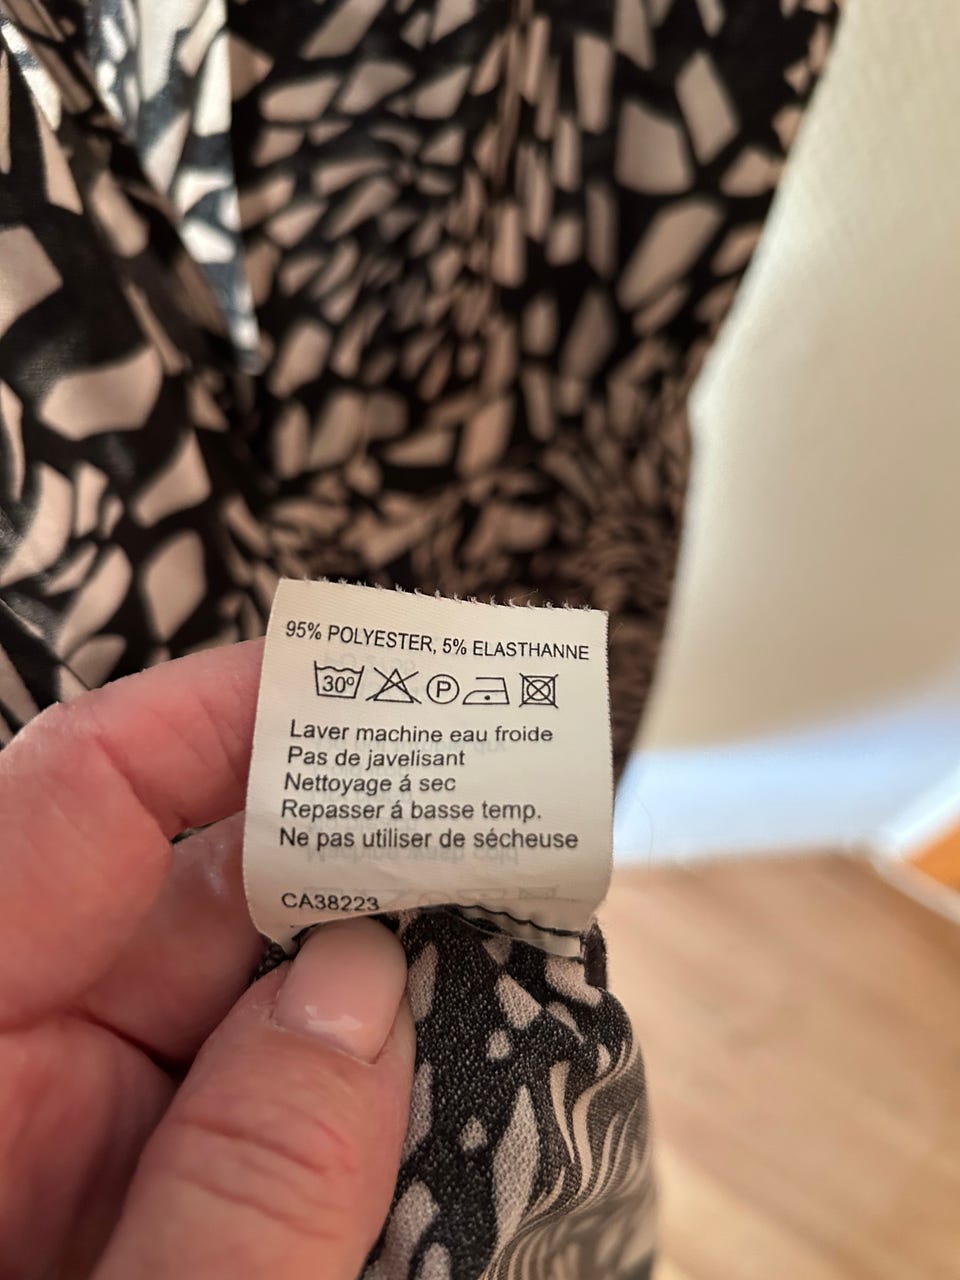 95% POLYESTER, 5% ELASTHANNE
30° P
Laver machine eau froide
Pas de javelisant
Nettoyage á sec
Repasser á basse temp.
Ne pas utiliser de sécheuse
CA38223